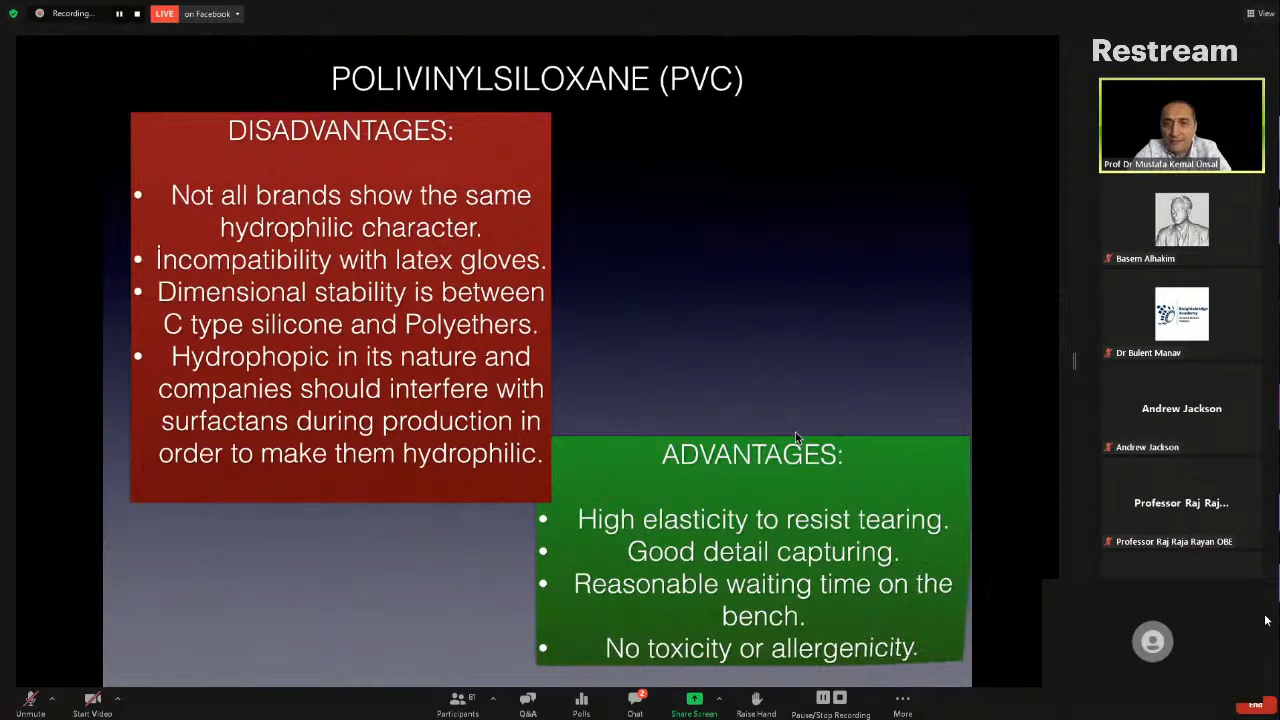 Recording...
LIVE on Facebook
View
Restream
POLIVINYLSILOXANE (PVC)
DISADVANTAGES:
• Not all brands show the same
hydrophilic character.
• İncompatibility with latex gloves.
• Dimensional stability is between
C type silicone and Polyethers.
• Hydrophopic in its nature and
companies should interfere with
surfactans during production in
order to make them hydrophilic.
ADVANTAGES:
• High elasticity to resist tearing.
• Good detail capturing.
• Reasonable waiting time on the
bench.
• No toxicity or allergenicity.
Prof Dr Mustafa Kemal Ünsal
Basem Alhakim
Knightsbridge
Academy
Dr Bulent Manav
Andrew Jackson
Andrew Jackson
Professor Raj Raj...
Professor Raj Raja Rayan OBE
Unmute
Start Video
Participants
81
Q&A
Polls
Chat
2
Share Screen
Raise Hand
Pause/Stop Recording
More
End